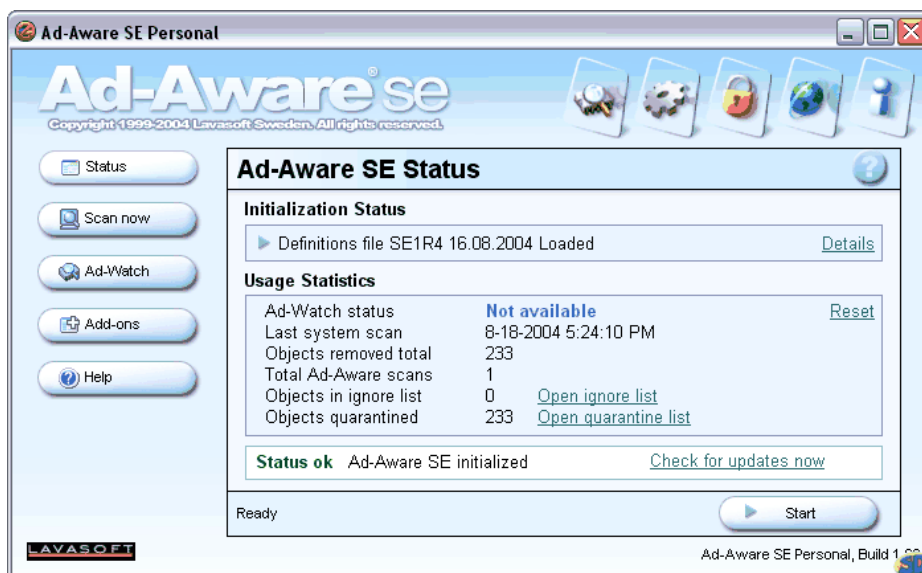 Ad-Aware SE Personal
Ad-Aware® se
Copyright 1999-2004 Lavasoft Sweden. All rights reserved.
Status
Scan now
Ad-Watch
Add-ons
Help
Ad-Aware SE Status
?
Initialization Status
Definitions file SE1R4 16.08.2004 Loaded Details
Usage Statistics
Ad-Watch status Not available Reset
Last system scan 8-18-2004 5:24:10 PM
Objects removed total 233
Total Ad-Aware scans 1
Objects in ignore list 0 Open ignore list
Objects quarantined 233 Open quarantine list
Status ok Ad-Aware SE initialized Check for updates now
Ready Start
LAVASOFT
Ad-Aware SE Personal, Build